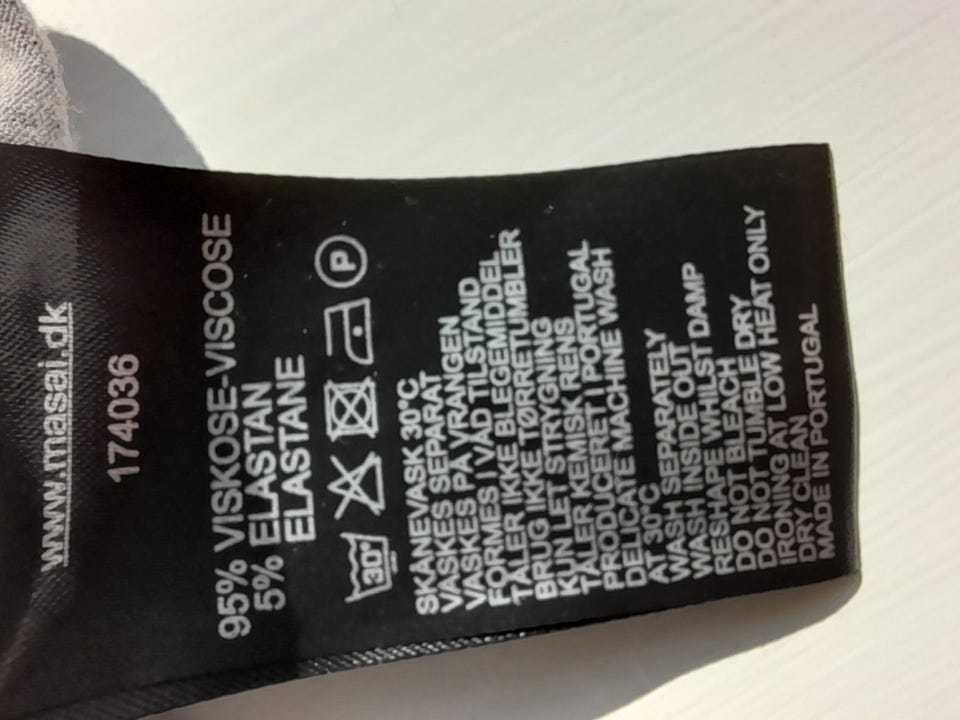 www.masai.dk
174036
95% VISKOSE-VISCOSE
5% ELASTAN
ELASTANE
30° P
SKANEVASK 30°C
VASKES SEPARAT
VASKES PÅ VRANGEN
FORMES I VÅD TILSTAND
TÅLER IKKE BLEGEMIDDEL
BRUG IKKE TØRRETUMBLER
KUN LET STRYGNING
TÅLER KEMISK RENS
PRODUCERET I PORTUGAL
DELICATE MACHINE WASH
AT 30°C
WASH SEPARATELY
WASH INSIDE OUT
RESHAPE WHILST DAMP
DO NOT BLEACH
DO NOT TUMBLE DRY
IRONING AT LOW HEAT ONLY
DRY CLEAN
MADE IN PORTUGAL